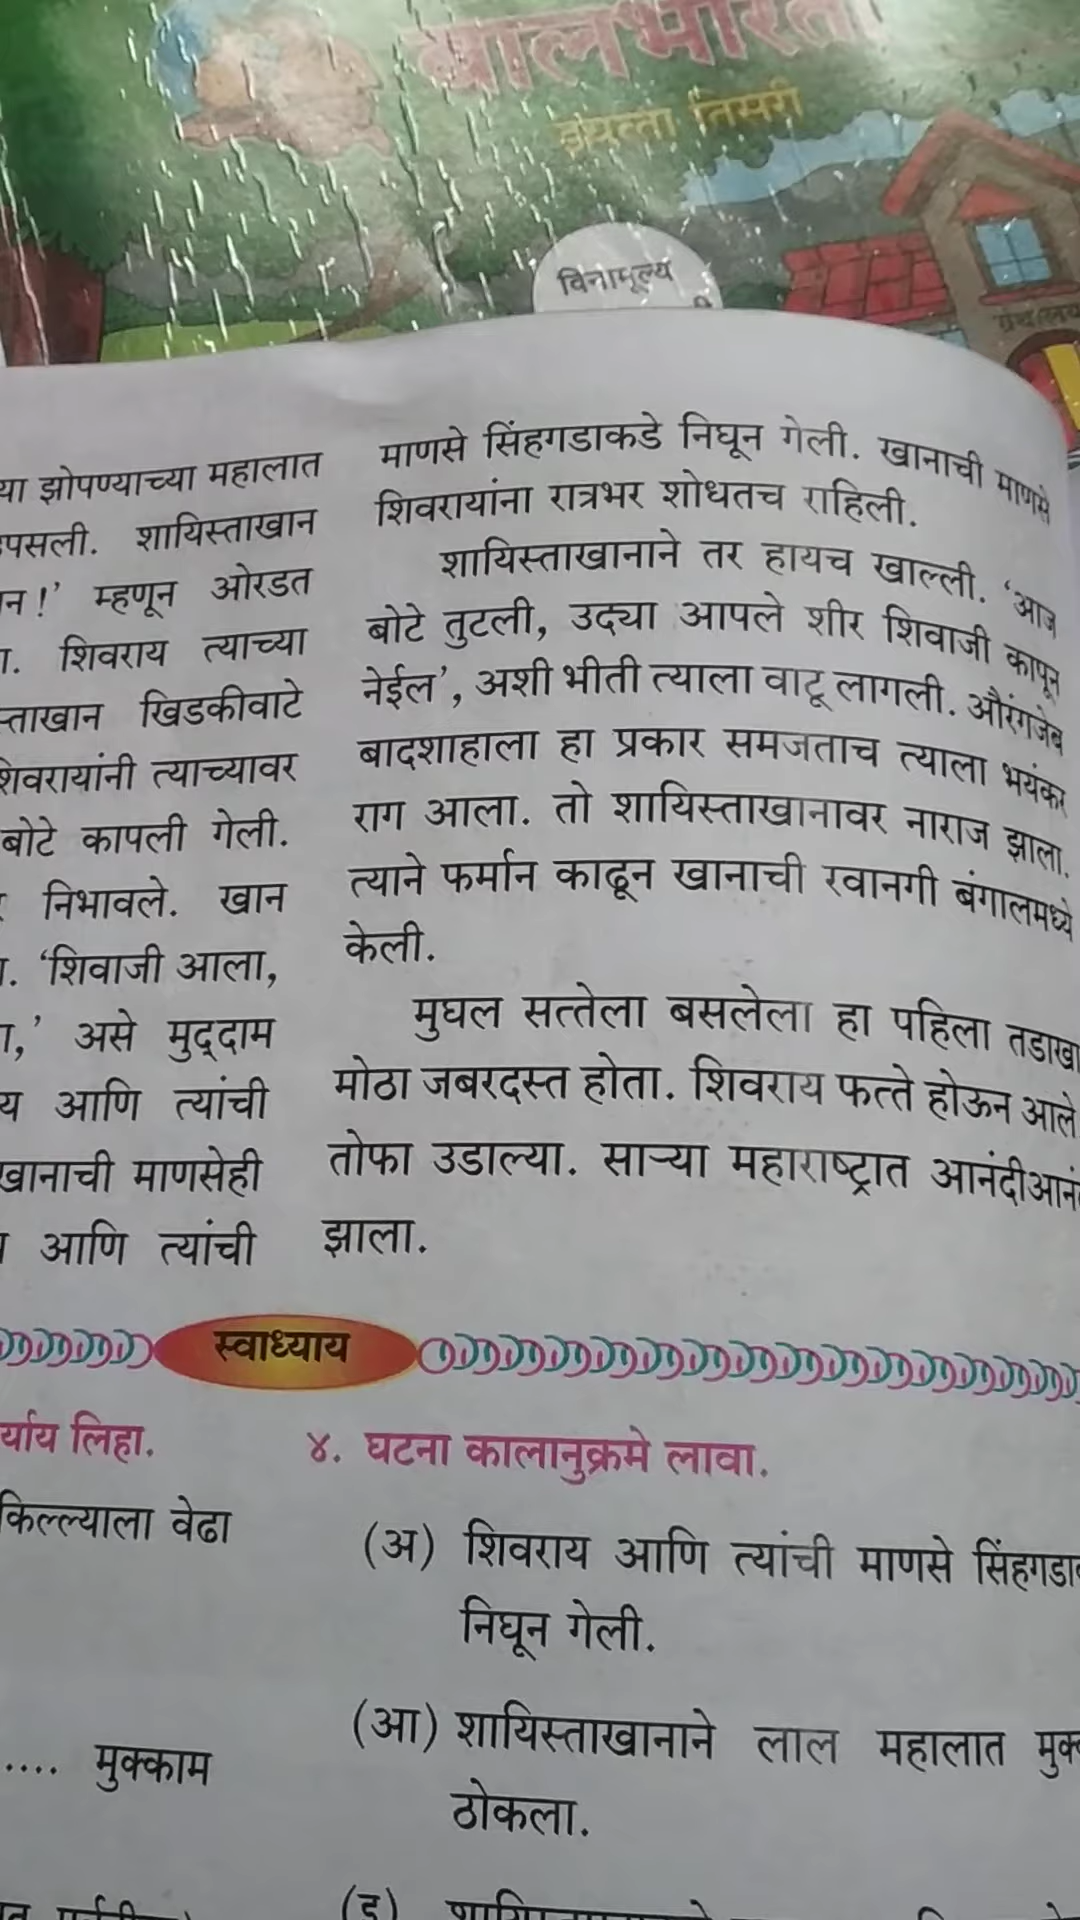 बालभारती
इयत्ता तिसरी
विनामूल्य
ग्रंथालय
या झोपण्याच्या महालात
पसली. शायिस्ताखान
न!’ म्हणून ओरडत
ा. शिवराय त्याच्या
स्ताखान खिडकीवाटे
शिवरायांनी त्याच्यावर
बोटे कापली गेली.
निभावले. खान
ा. ‘शिवाजी आला,
ा,’ असे मुद्दाम
य आणि त्यांची
खानाची माणसेही
आणि त्यांची
माणसे सिंहगडाकडे निघून गेली. खानाची माणसे
शिवरायांना रात्रभर शोधतच राहिली.
शायिस्ताखानाने तर हायच खाल्ली. ‘आज
बोटे तुटली, उद्या आपले शीर शिवाजी कापून
नेईल’, अशी भीती त्याला वाटू लागली. औरंगजेब
बादशाहाला हा प्रकार समजताच त्याला भयंकर
राग आला. तो शायिस्ताखानावर नाराज झाला.
त्याने फर्मान काढून खानाची रवानगी बंगालमध्ये
केली.
मुघल सत्तेला बसलेला हा पहिला तडाखा
मोठा जबरदस्त होता. शिवराय फत्ते होऊन आले
तोफा उडाल्या. साऱ्या महाराष्ट्रात आनंदीआनं
झाला.
स्वाध्याय
र्याय लिहा.
किल्ल्याला वेढा
.... मुक्काम
४. घटना कालानुक्रमे लावा.
(अ) शिवराय आणि त्यांची माणसे सिंहगडा
निघून गेली.
(आ) शायिस्ताखानाने लाल महालात मुक्
ठोकला.
(इ)